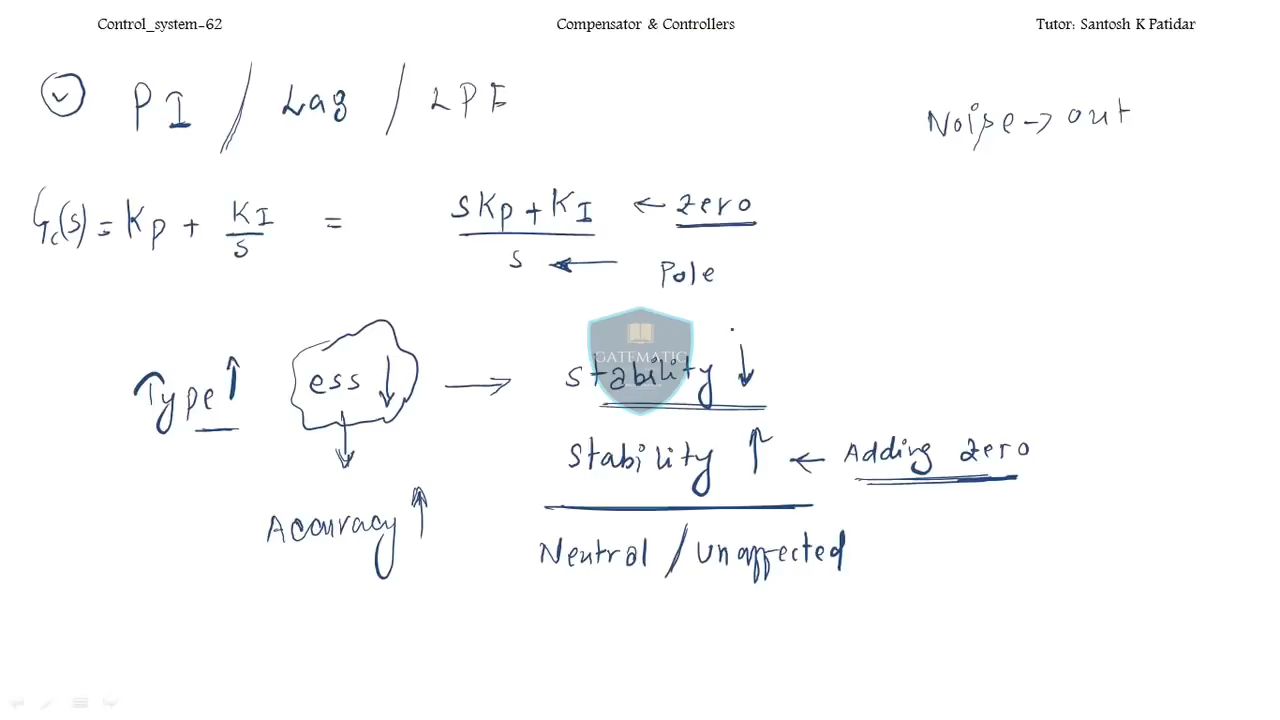 Control_system-62 Compensator & Controllers Tutor: Santosh K Patidar
PI / Lag / LPF
Noise → out
Gc(s) = Kp + KI/s = (sKp + KI)/s ← zero
← Pole
Type ↑ ess ↓ → Stability ↓
GATEMATIC
Stability ↑ ← Adding zero
Accuracy ↑
Neutral / Unaffected